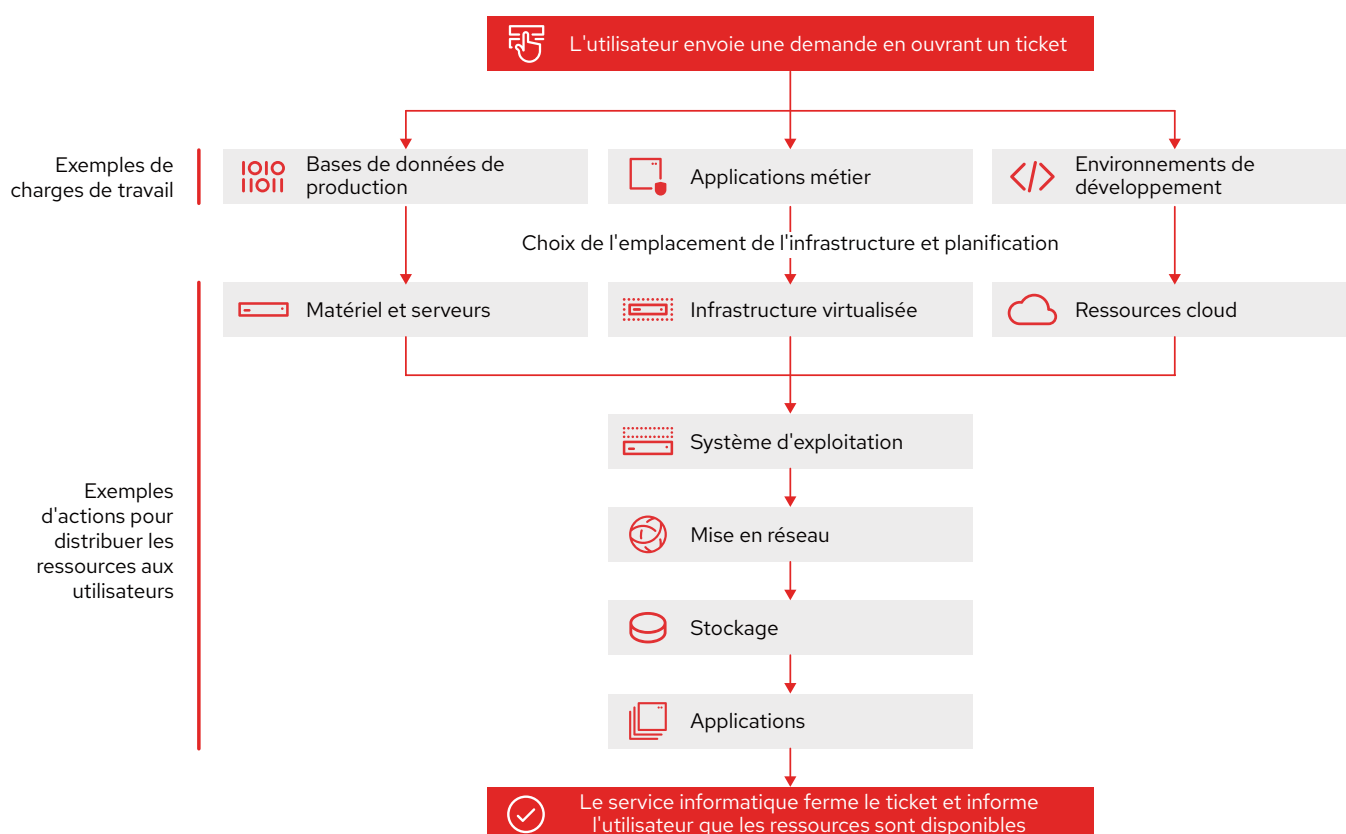 L'utilisateur envoie une demande en ouvrant un ticket
Exemples de
charges de travail
1010
11011
Bases de données de
production
Applications métier
</>
Environnements de
développement
Choix de l'emplacement de l'infrastructure et planification
Matériel et serveurs
Infrastructure virtualisée
Ressources cloud
Exemples
d'actions pour
distribuer les
ressources aux
utilisateurs
Système d'exploitation
Mise en réseau
Stockage
Applications
Le service informatique ferme le ticket et informe
l'utilisateur que les ressources sont disponibles